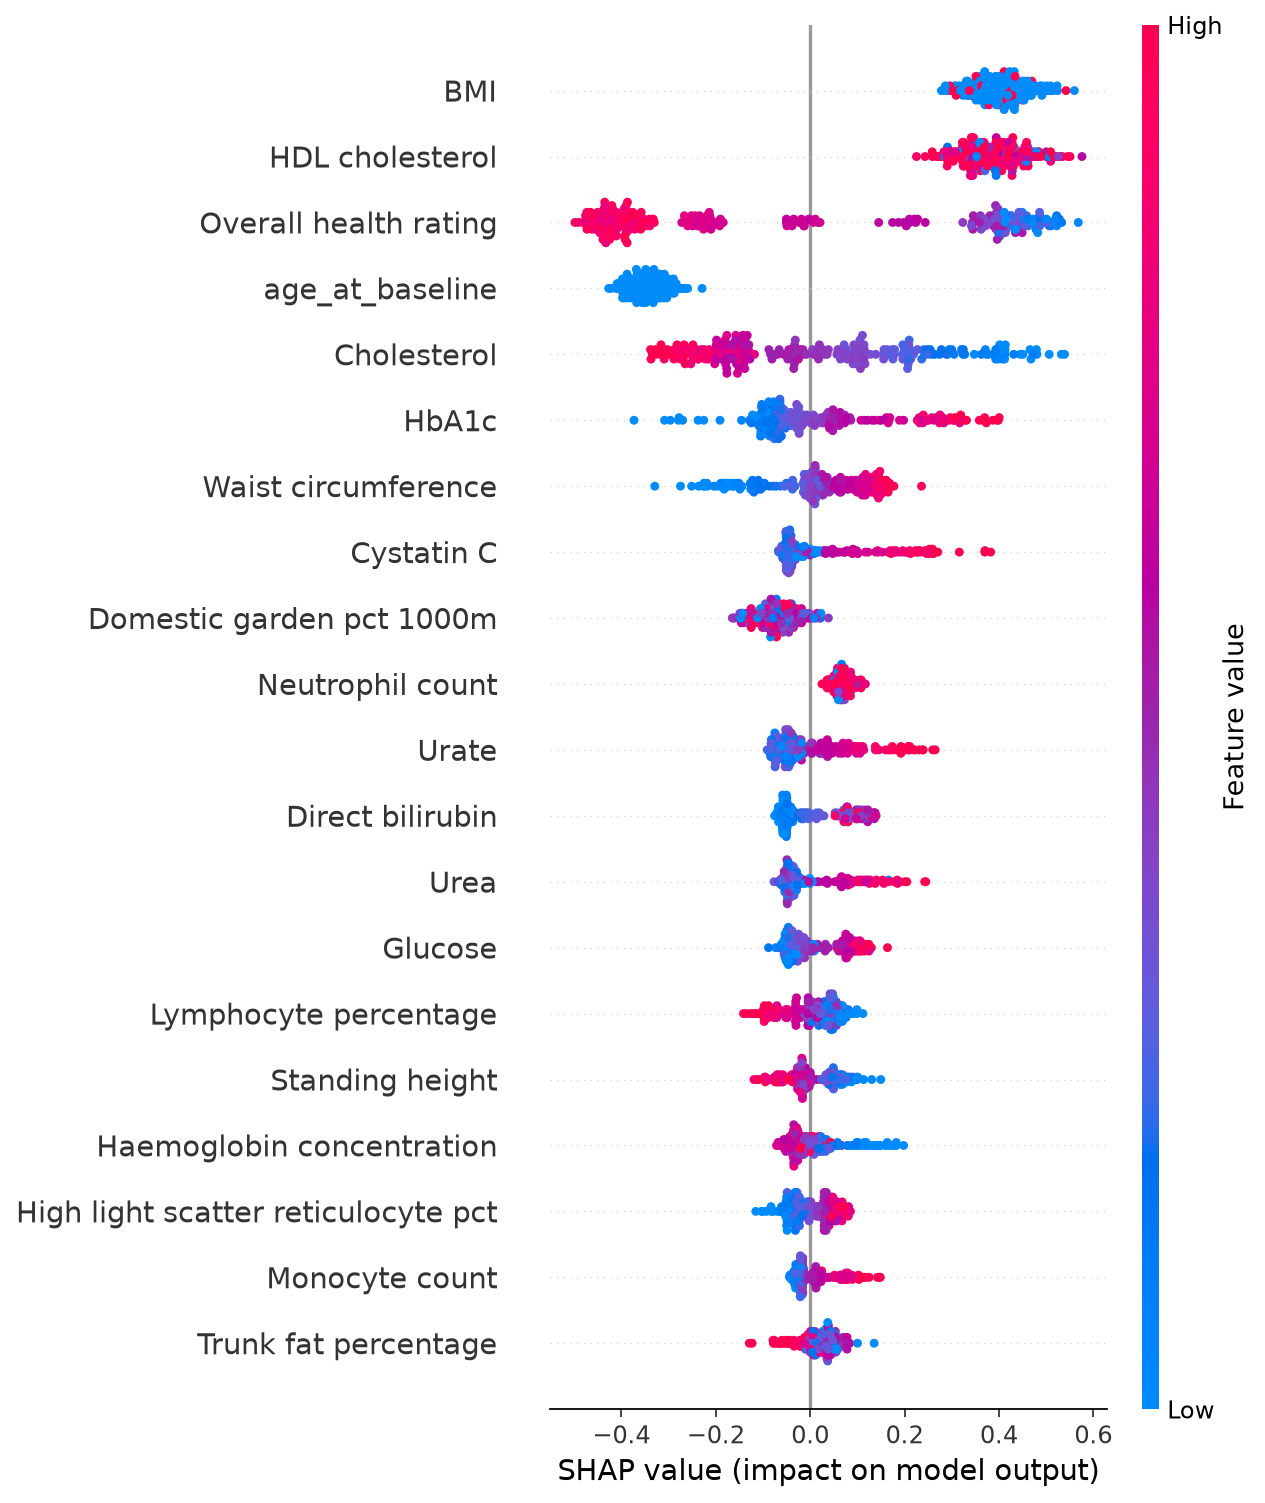 High
BMI
HDL cholesterol
Overall health rating
age_at_baseline
Cholesterol
HbA1c
Waist circumference
Cystatin C
Domestic garden pct 1000m
Neutrophil count
Urate
Direct bilirubin
Urea
Glucose
Lymphocyte percentage
Standing height
Haemoglobin concentration
High light scatter reticulocyte pct
Monocyte count
Trunk fat percentage
Feature value
Low
−0.4 −0.2 0.0 0.2 0.4 0.6
SHAP value (impact on model output)